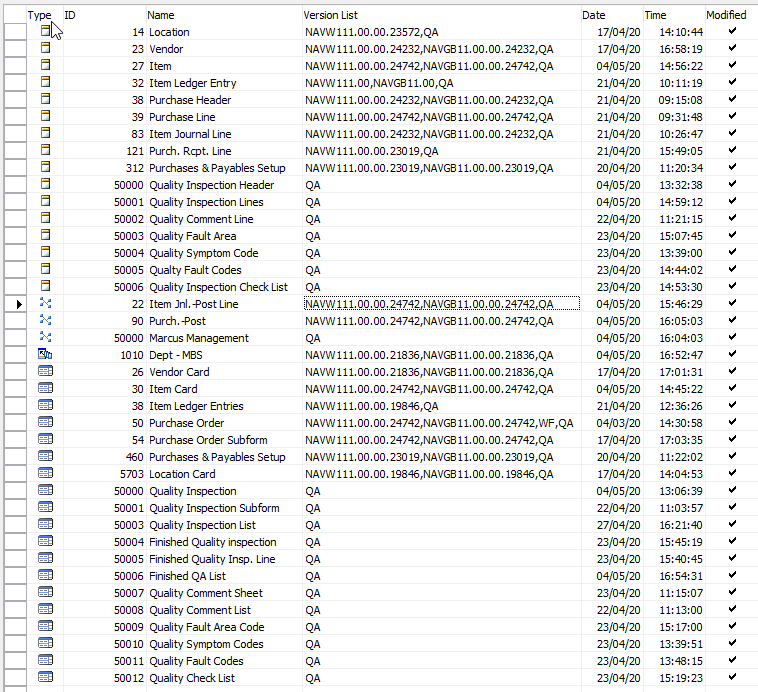 Type ID Name Version List Date Time Modified
14 Location NAVW111.00.00.23572,QA 17/04/20 14:10:44
23 Vendor NAVW111.00.00.24232,NAVGB11.00.00.24232,QA 17/04/20 16:58:19
27 Item NAVW111.00.00.24742,NAVGB11.00.00.24742,QA 04/05/20 14:56:22
32 Item Ledger Entry NAVW111.00,NAVGB11.00,QA 21/04/20 10:11:19
38 Purchase Header NAVW111.00.00.24232,NAVGB11.00.00.24232,QA 21/04/20 09:15:08
39 Purchase Line NAVW111.00.00.24742,NAVGB11.00.00.24742,QA 24/04/20 09:31:48
83 Item Journal Line NAVW111.00.00.24232,NAVGB11.00.00.24232,QA 21/04/20 10:26:47
121 Purch. Rcpt. Line NAVW111.00.00.23019,QA 21/04/20 15:49:05
312 Purchases & Payables Setup NAVW111.00.00.23019,NAVGB11.00.00.23019,QA 20/04/20 11:20:34
50000 Quality Inspection Header QA 04/05/20 13:32:38
50001 Quality Inspection Lines QA 04/05/20 14:59:12
50002 Quality Comment Line QA 22/04/20 11:21:15
50003 Quality Fault Area QA 23/04/20 15:07:45
50004 Quality Symptom Code QA 23/04/20 13:39:00
50005 Qualty Fault Codes QA 23/04/20 14:44:02
50006 Quality Inspection Check List QA 23/04/20 14:53:30
22 Item Jnl.-Post Line NAVW111.00.00.24742,NAVGB11.00.00.24742,QA 04/05/20 15:46:29
90 Purch.-Post NAVW111.00.00.24742,NAVGB11.00.00.24742,QA 04/05/20 16:05:03
50000 Marcus Management QA 04/05/20 16:04:03
1010 Dept - MBS NAVW111.00.00.21836,NAVGB11.00.00.21836,QA 04/05/20 16:52:47
26 Vendor Card NAVW111.00.00.21836,NAVGB11.00.00.21836,QA 17/04/20 17:01:31
30 Item Card NAVW111.00.00.24742,NAVGB11.00.00.24742,QA 04/05/20 14:45:22
38 Item Ledger Entries NAVW111.00.00.19846,QA 21/04/20 12:36:26
50 Purchase Order NAVW111.00.00.24742,NAVGB11.00.00.24742,WF,QA 04/03/20 14:30:58
54 Purchase Order Subform NAVW111.00.00.24742,NAVGB11.00.00.24742,QA 17/04/20 17:03:35
460 Purchases & Payables Setup NAVW111.00.00.23019,NAVGB11.00.00.23019,QA 20/04/20 11:22:02
5703 Location Card NAVW111.00.00.19846,NAVGB11.00.00.19846,QA 17/04/20 14:04:53
50000 Quality Inspection QA 04/05/20 13:06:39
50001 Quality Inspection Subform QA 22/04/20 11:03:57
50003 Quality Inspection List QA 27/04/20 16:21:40
50004 Finished Quality inspection QA 23/04/20 15:45:19
50005 Finished Quality Insp. Line QA 23/04/20 15:40:45
50006 Finished QA List QA 04/05/20 16:54:31
50007 Quality Comment Sheet QA 23/04/20 11:15:07
50008 Quality Comment List QA 22/04/20 11:13:00
50009 Quality Fault Area Code QA 23/04/20 15:17:00
50010 Quality Symptom Codes QA 23/04/20 13:39:51
50011 Quality Fault Codes QA 23/04/20 13:48:15
50012 Quality Check List QA 23/04/20 15:19:23